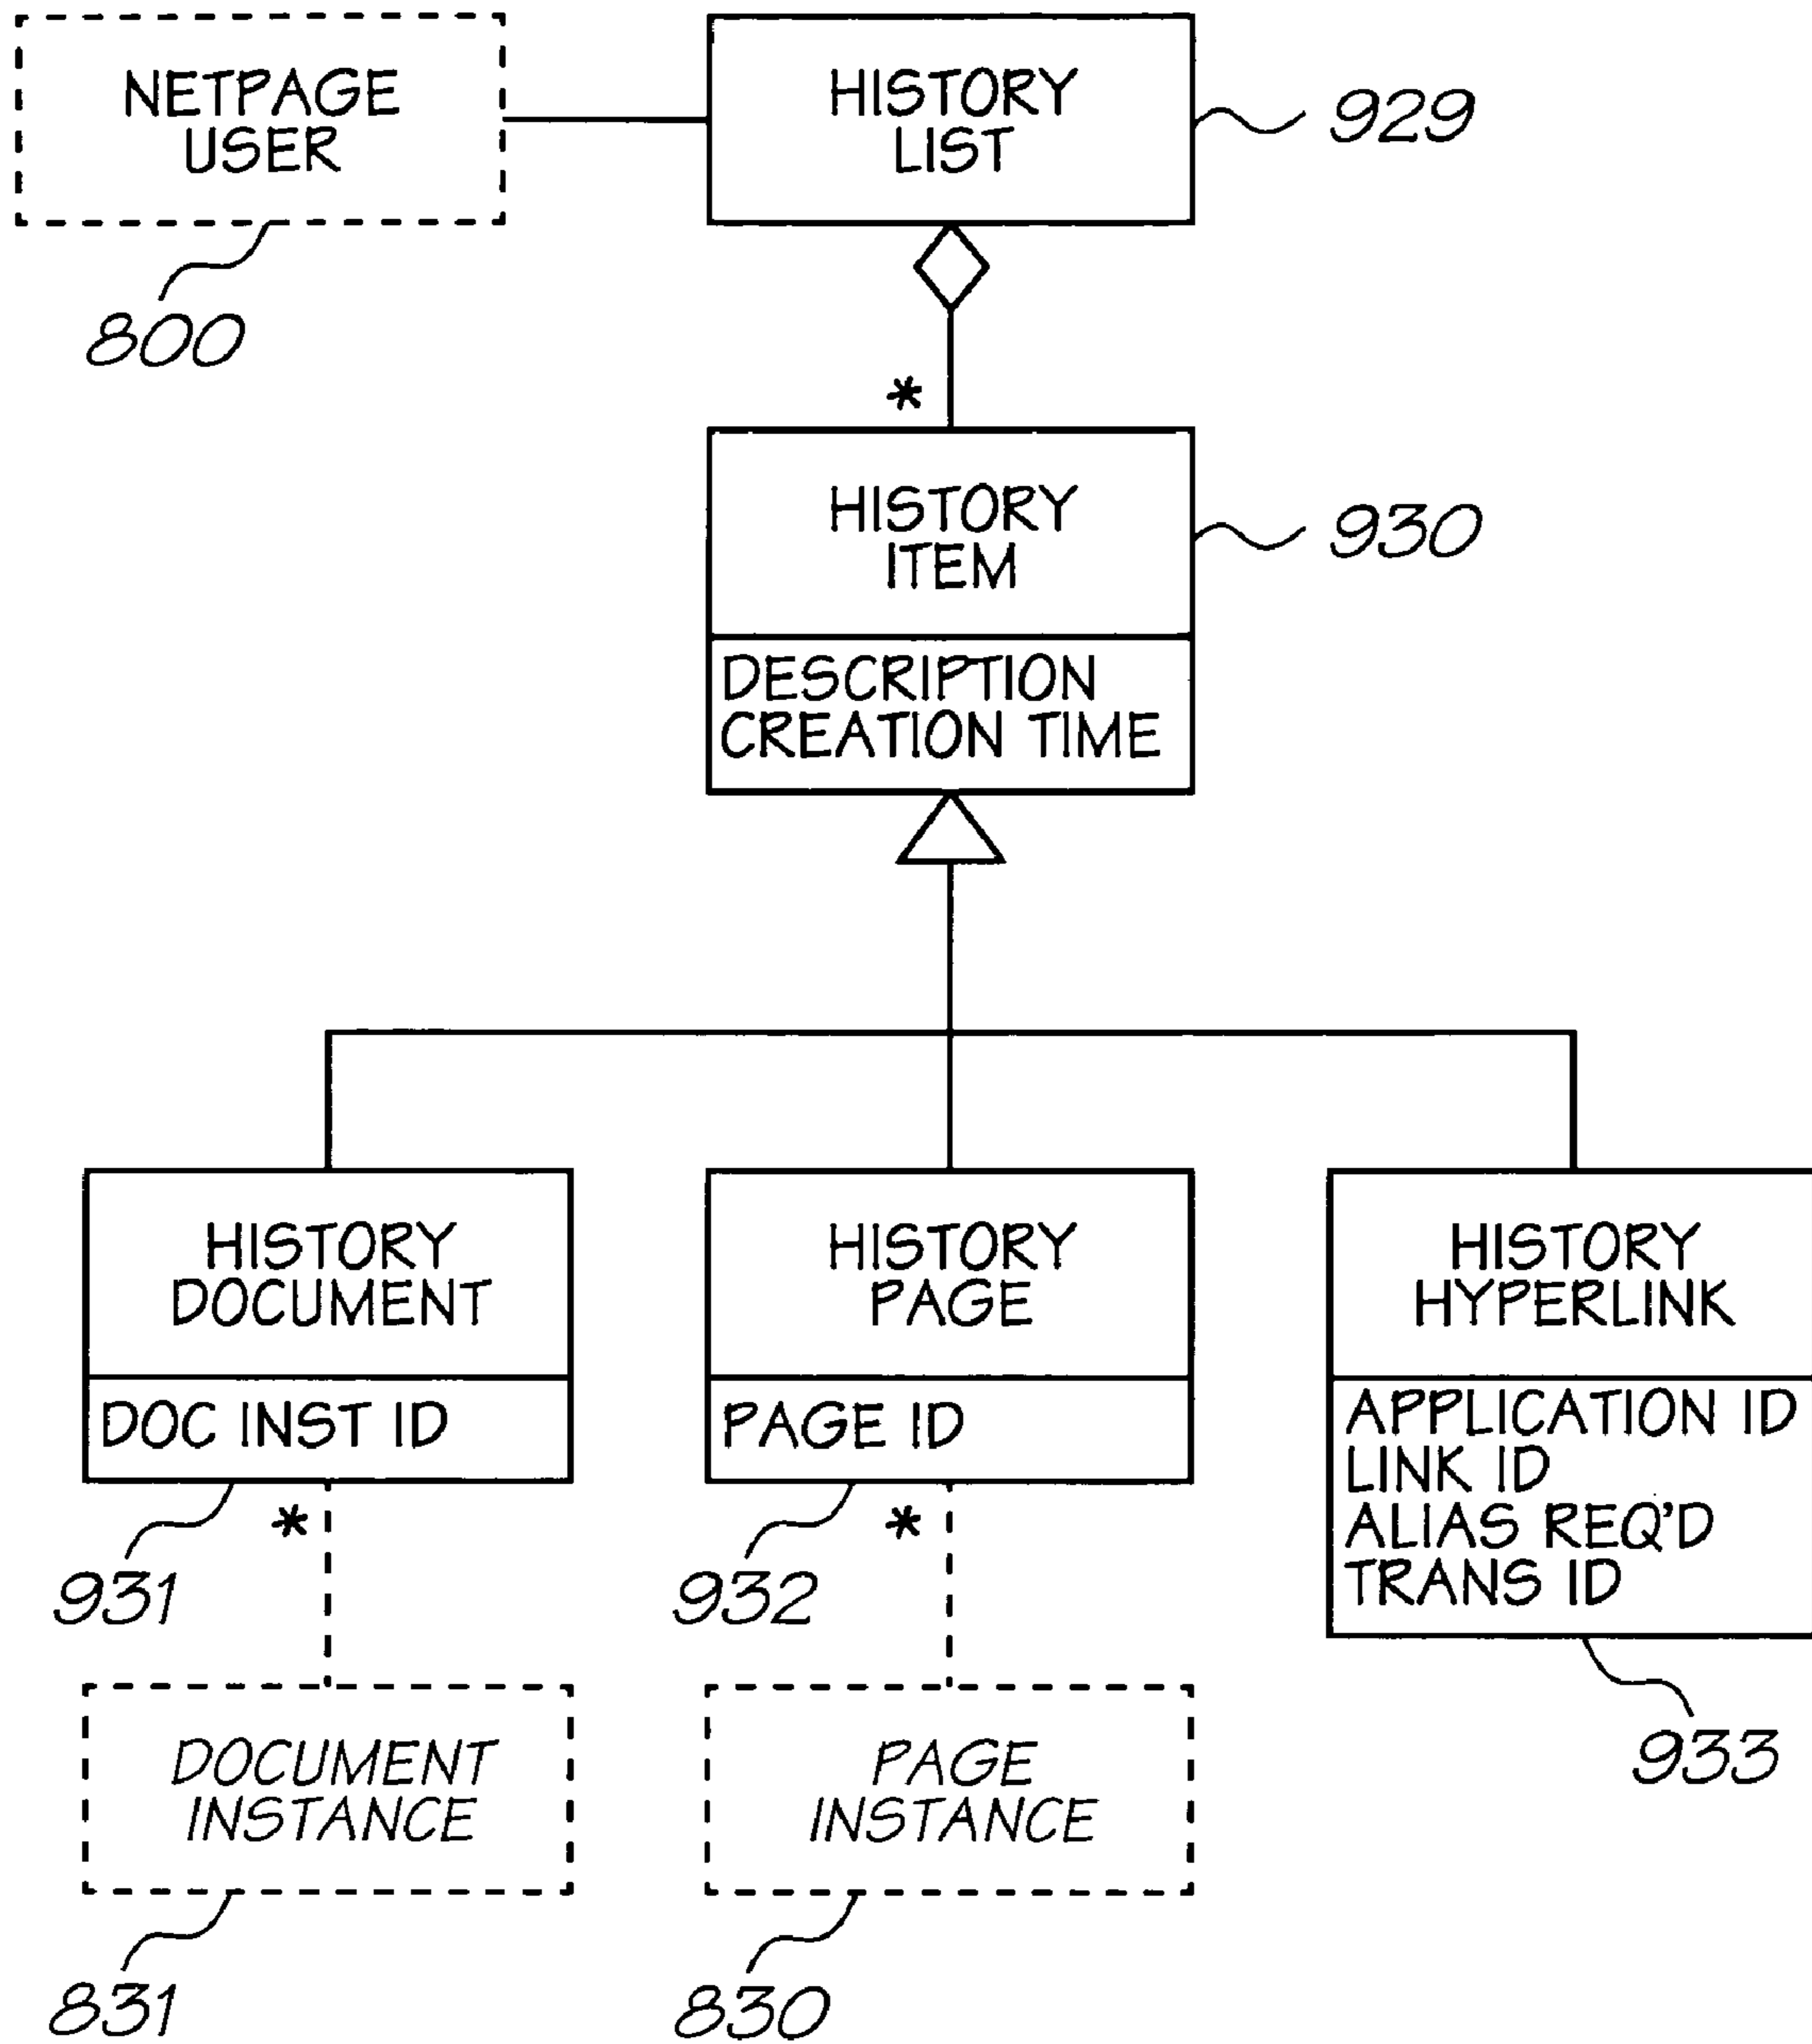 NETPAGE
USER
800
HISTORY
LIST
929
*
HISTORY
ITEM
930
DESCRIPTION
CREATION TIME
HISTORY
DOCUMENT
DOC INST ID
931
*
HISTORY
PAGE
PAGE ID
932
*
HISTORY
HYPERLINK
APPLICATION ID
LINK ID
ALIAS REQ'D
TRANS ID
933
DOCUMENT
INSTANCE
831
PAGE
INSTANCE
830